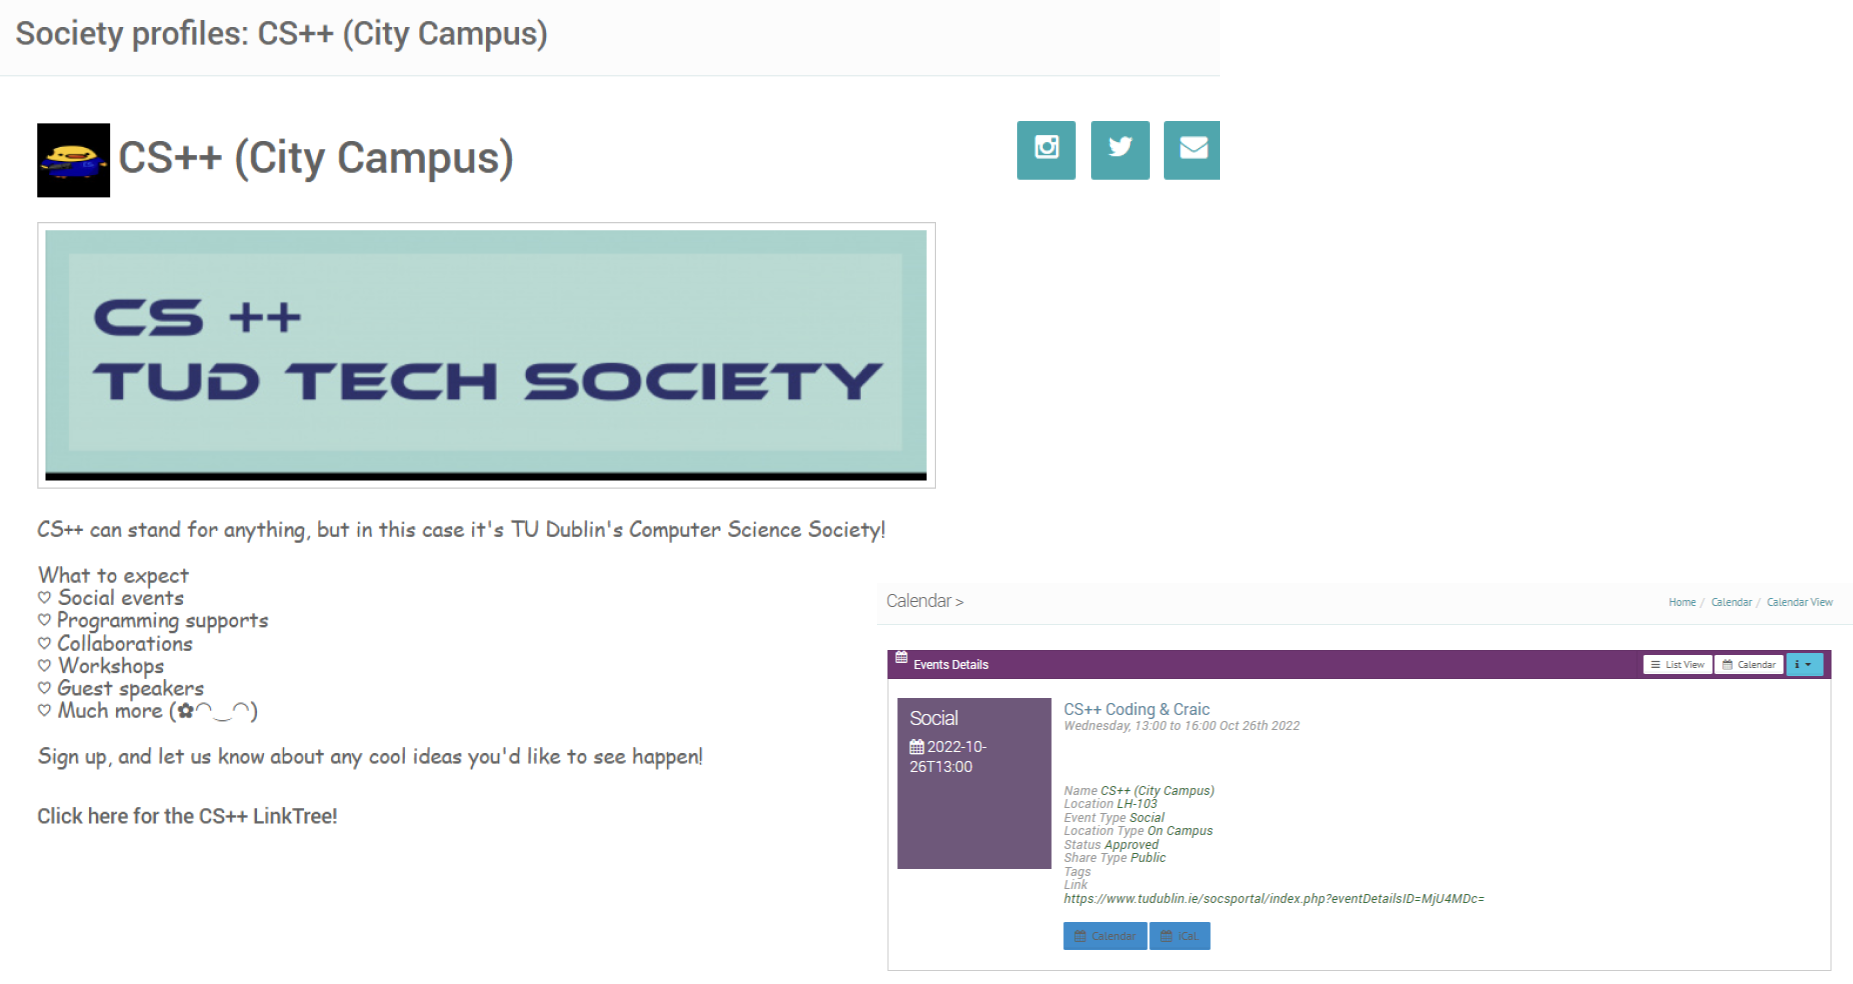 Society profiles: CS++ (City Campus)
CS++ (City Campus)
CS ++
TUD TECH SOCIETY
CS++ can stand for anything, but in this case it's TU Dublin's Computer Science Society!
What to expect
♡ Social events
♡ Programming supports
♡ Collaborations
♡ Workshops
♡ Guest speakers
♡ Much more (✿◠‿◠)
Sign up, and let us know about any cool ideas you'd like to see happen!
Click here for the CS++ LinkTree!
Calendar >
Home / Calendar / Calendar View
Events Details
List View Calendar i
Social
2022-10-
26T13:00
CS++ Coding & Craic
Wednesday, 13:00 to 16:00 Oct 26th 2022
Name CS++ (City Campus)
Location LH-103
Event Type Social
Location Type On Campus
Status Approved
Share Type Public
Tags
Link
https://www.tudublin.ie/socsportal/index.php?eventDetailsID=MjU4MDc=
Calendar iCal